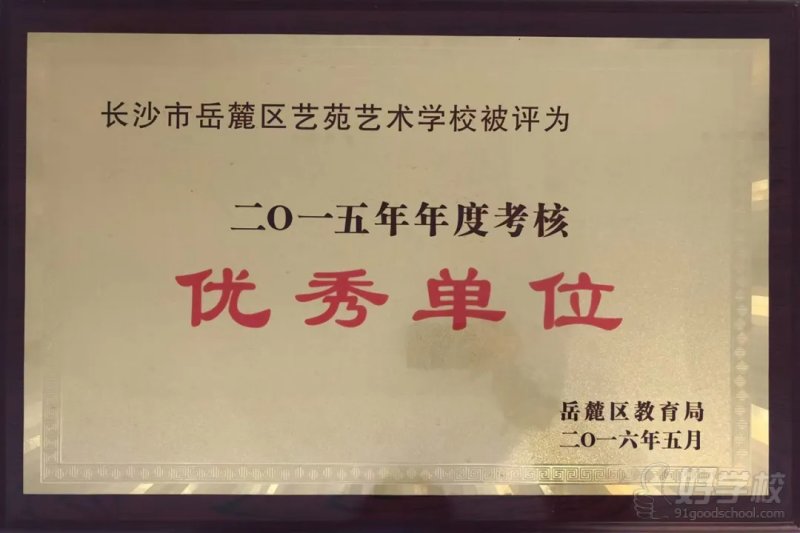 长沙市岳麓区艺苑艺术学校被评为
二〇一五年年度考核
优秀单位
岳麓区教育局
二〇一六年五月
好学校
91goodschool.com